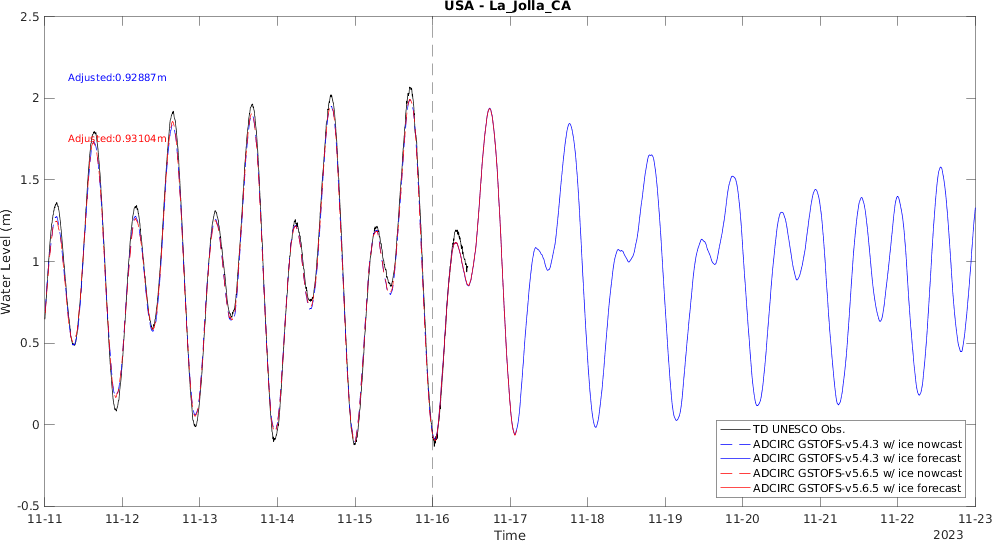 USA - La_Jolla_CA
2.5
2
1.5
1
0.5
0
-0.5
Water Level (m)
Adjusted:0.92887m
Adjusted:0.93104m
TD UNESCO Obs.
ADCIRC GSTOFS-v5.4.3 w/ ice nowcast
ADCIRC GSTOFS-v5.4.3 w/ ice forecast
ADCIRC GSTOFS-v5.6.5 w/ ice nowcast
ADCIRC GSTOFS-v5.6.5 w/ ice forecast
11-11 11-12 11-13 11-14 11-15 11-16 11-17 11-18 11-19 11-20 11-21 11-22 11-23
Time
2023